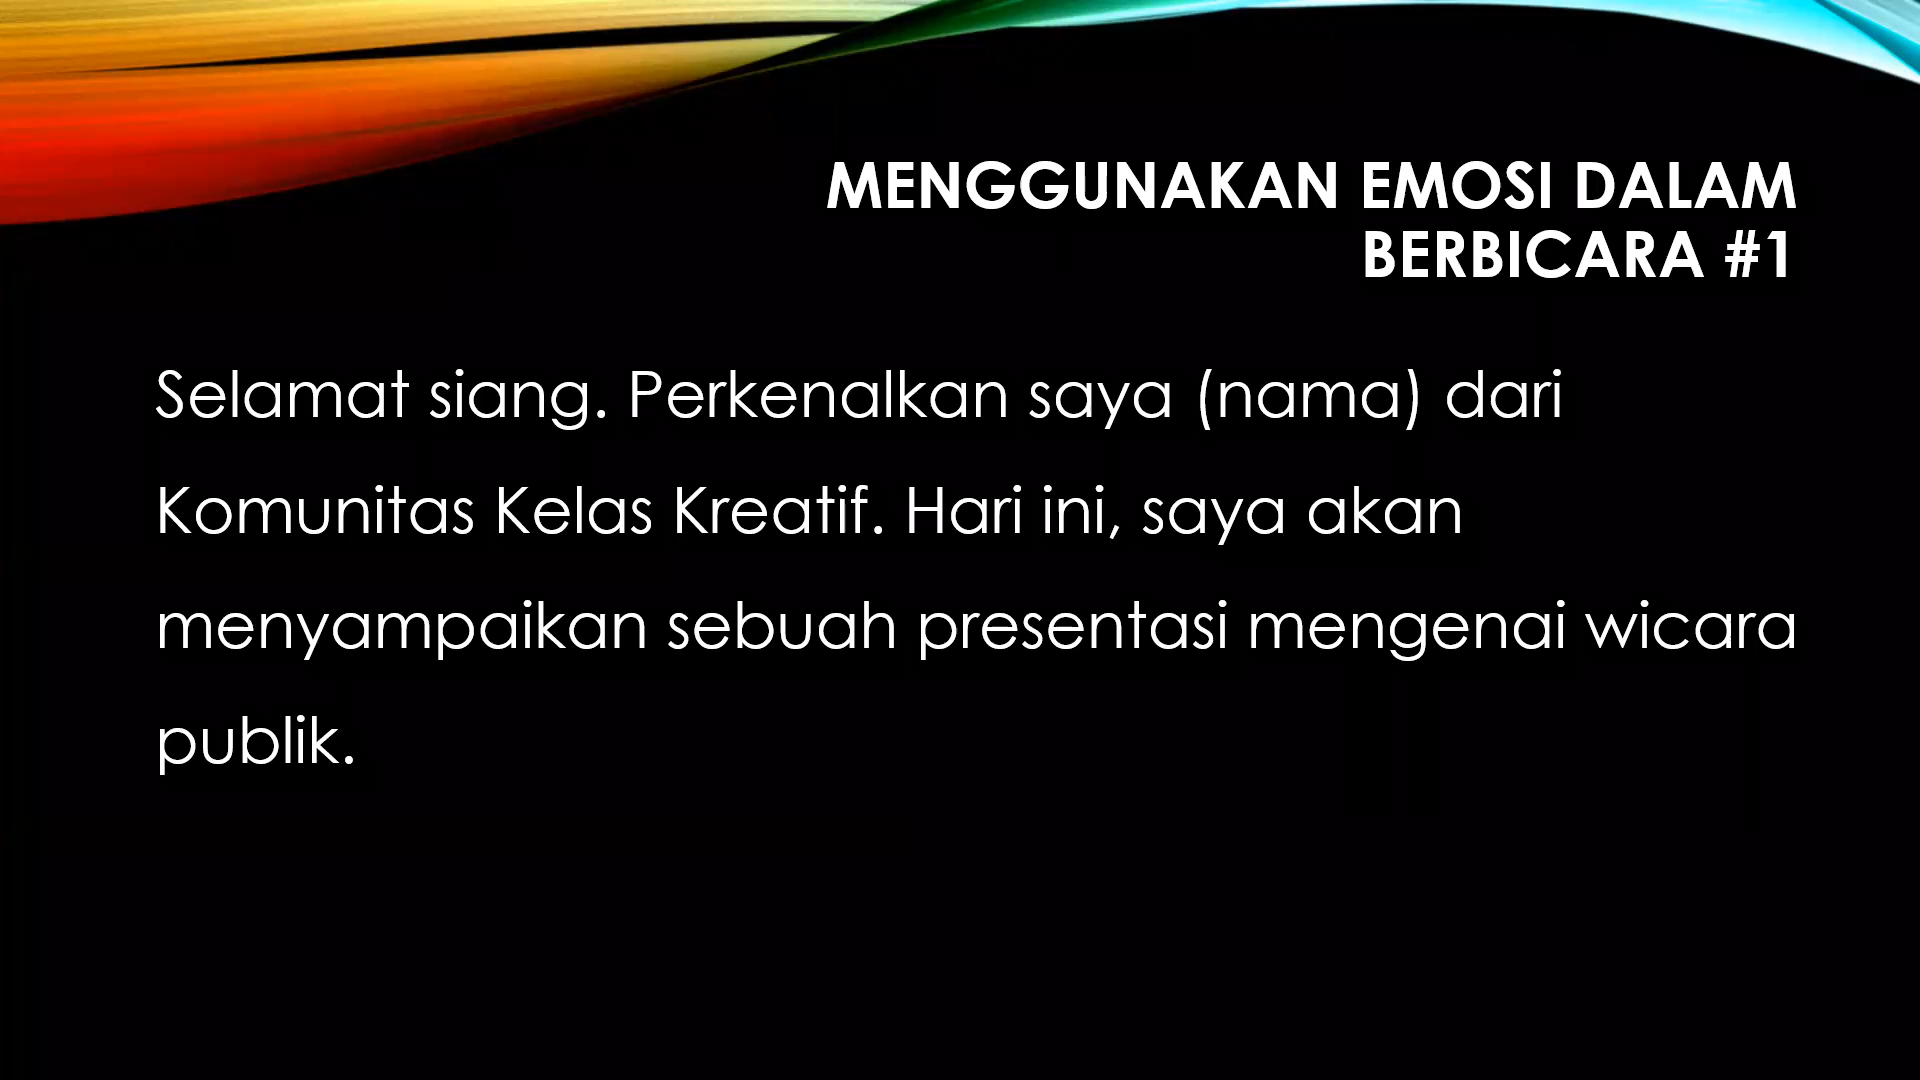 MENGGUNAKAN EMOSI DALAM
BERBICARA #1
Selamat siang. Perkenalkan saya (nama) dari
Komunitas Kelas Kreatif. Hari ini, saya akan
menyampaikan sebuah presentasi mengenai wicara
publik.